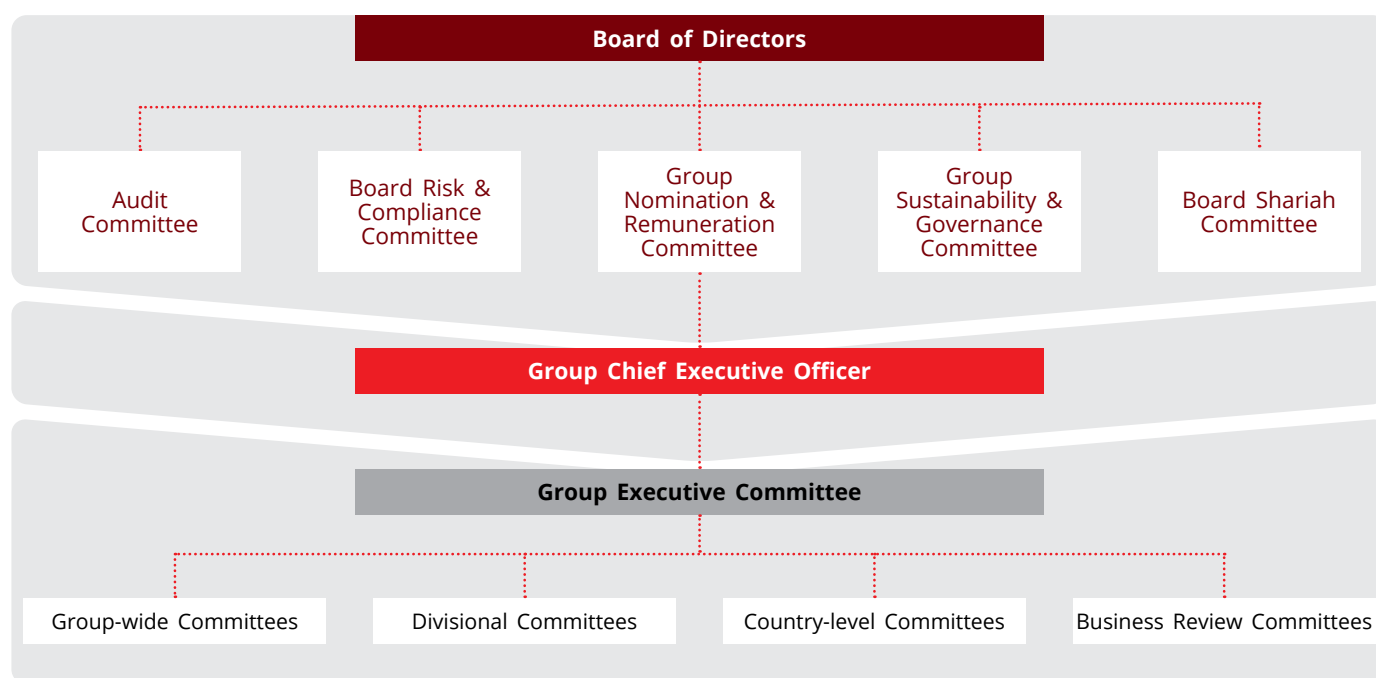 Board of Directors
Audit
Committee
Board Risk &
Compliance
Committee
Group
Nomination &
Remuneration
Committee
Group
Sustainability &
Governance
Committee
Board Shariah
Committee
Group Chief Executive Officer
Group Executive Committee
Group-wide Committees
Divisional Committees
Country-level Committees
Business Review Committees